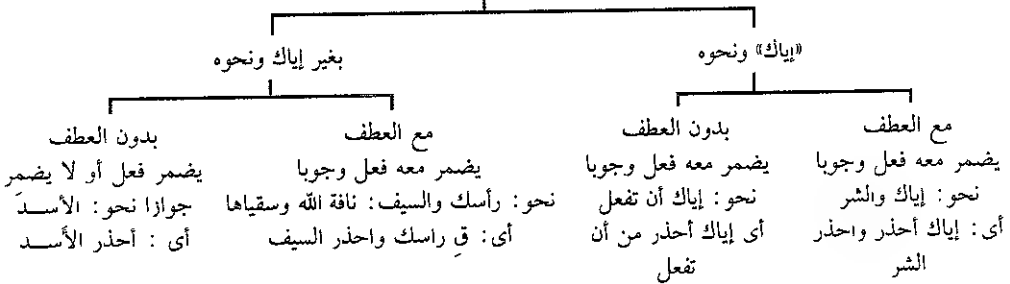 «إياك» ونحوه
بغير إياك ونحوه
مع العطف
يضمر معه فعل وجوبا
نحو: إياك والشر
أى: إياك أحذر واحذر
الشر
بدون العطف
يضمر معه فعل وجوبا
نحو: إياك أن تفعل
أى إياك أحذر من أن
تفعل
مع العطف
يضمر معه فعل وجوبا
نحو: رأسك والسيف: نافة الله وسقياها
أى: قِ راسك واحذر السيف
بدون العطف
يضمر فعل أو لا يضمر
جوازا نحو: الأسـد
أى : أحذر الأسـد